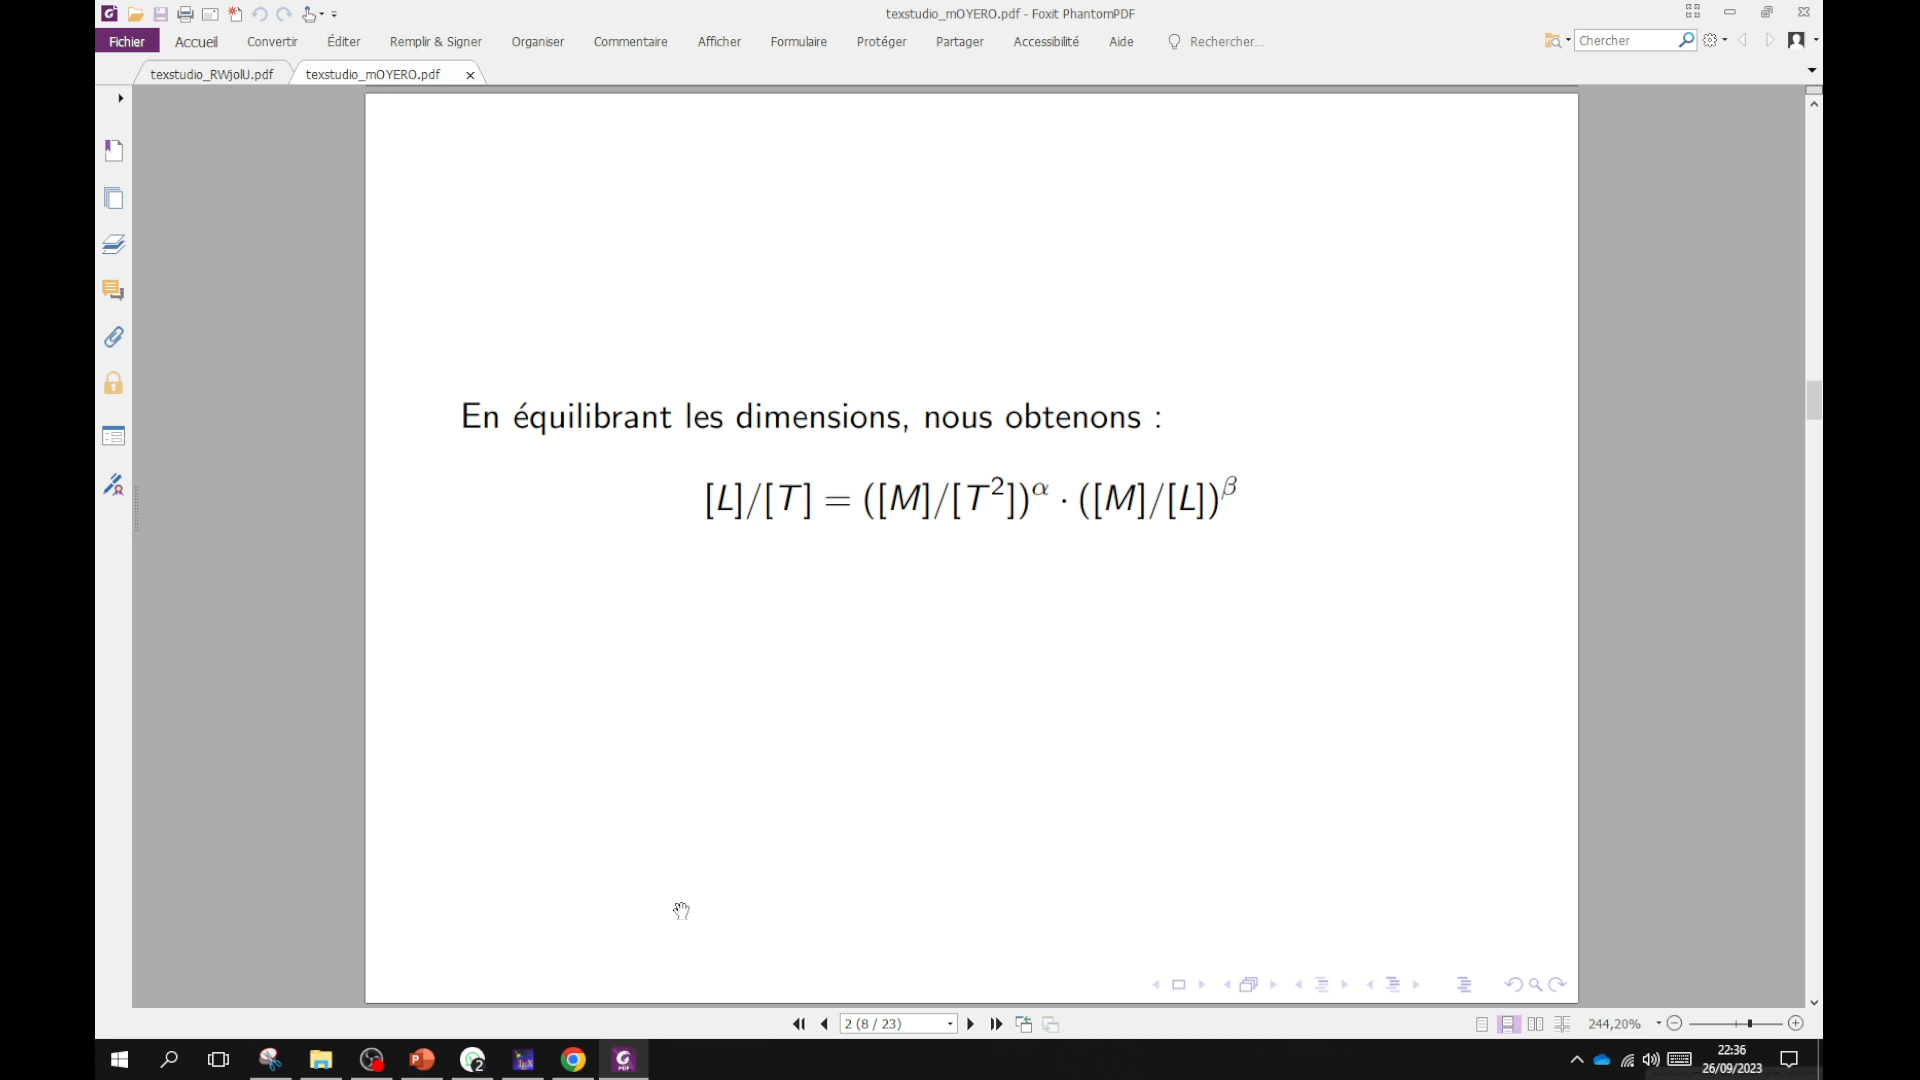 texstudio_mOYERO.pdf - Foxit PhantomPDF
Fichier Accueil Convertir Éditer Remplir & Signer Organiser Commentaire Afficher Formulaire Protéger Partager Accessibilité Aide Rechercher... Chercher
texstudio_RWjolU.pdf texstudio_mOYERO.pdf
En équilibrant les dimensions, nous obtenons :
[L]/[T] = ([M]/[T²])^α · ([M]/[L])^β
2 (8 / 23) 244,20%
22:36
26/09/2023